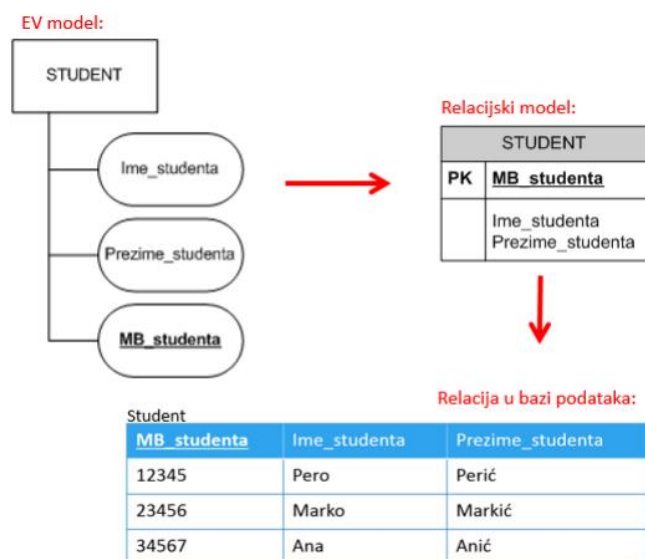 EV model:
STUDENT
Ime_studenta
Prezime_studenta
MB_studenta
Relacijski model:
STUDENT
PK MB_studenta
Ime_studenta
Prezime_studenta
Relacija u bazi podataka:
Student
MB_studenta Ime_studenta Prezime_studenta
12345 Pero Perić
23456 Marko Markić
34567 Ana Anić